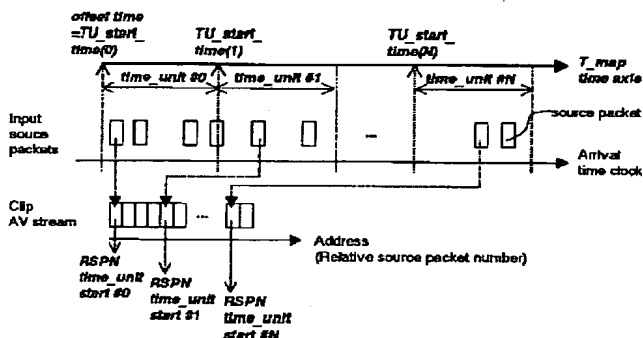 offset time
=TU_start_
time(0)
TU_start_
time(1)
TU_start_
time(N)
T_map
time axis
time_unit #0
time_unit #1
time_unit #N
Input
source
packets
source packet
–
Arrival
time clock
Clip
AV stream
...
Address
(Relative source packet number)
RSPN
time_unit
start #0
RSPN
time_unit
start #1
RSPN
time_unit
start #N